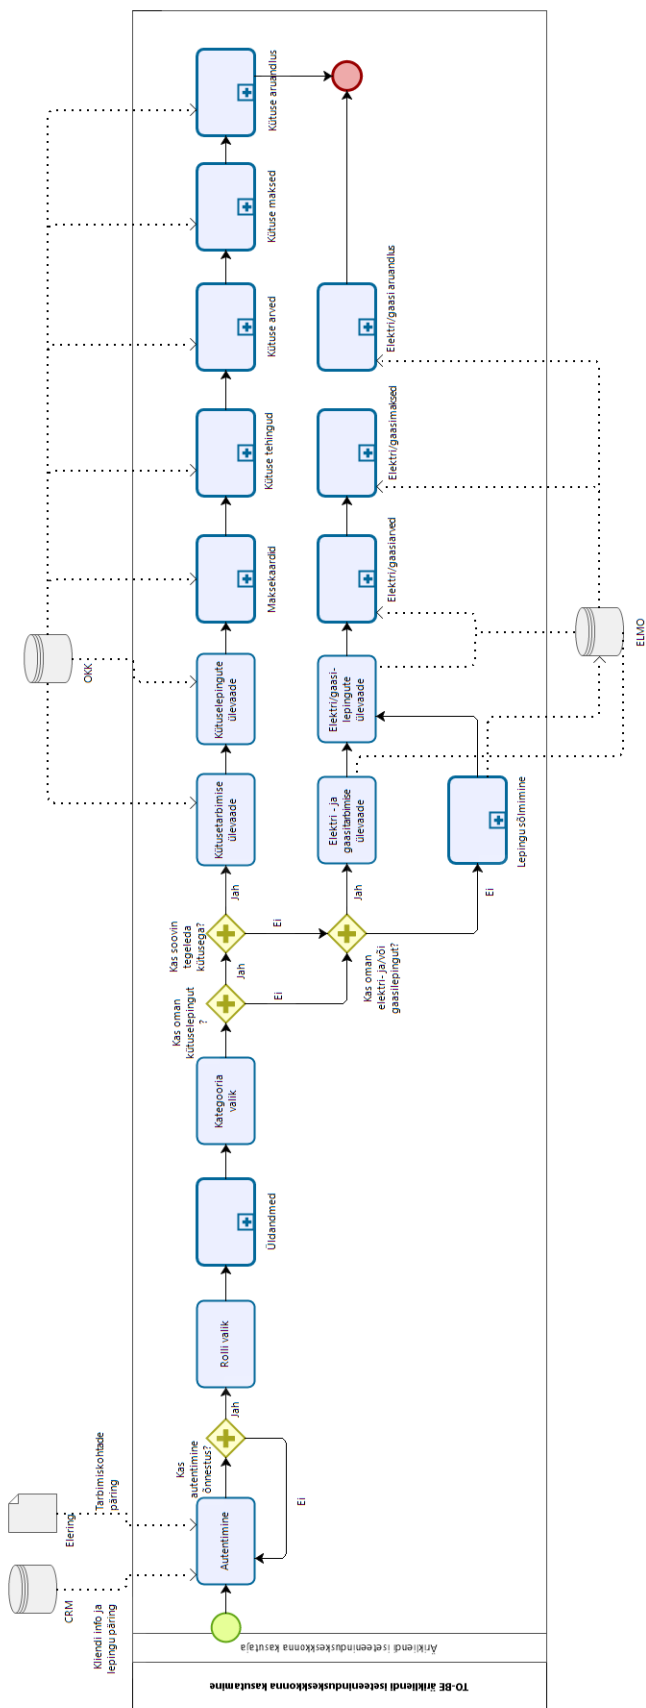 TO-BE ärikliendi iseteeninduskeskkonna kasutamine
Ärikliendi iseteeninduskeskkonna kasutaja
CRM
Kliendi info ja
lepingu päring
Elering
Tarbimiskohtade
päring
Autentimine
Kas
autentimine
õnnestus?
Ei
Jah
Rolli valik
Üldandmed
Kategooria
valik
Kas oman
kütuselepingut
?
Ei
Jah
Kas soovin
tegeleda
kütusega?
Ei
Jah
Kas oman
elektri- ja/või
gaasilepingut?
Jah
Ei
Kütusetarbimise
ülevaade
Kütuselepingute
ülevaade
Maksekaardid
Kütuse tehingud
Kütuse arved
Kütuse maksed
Kütuse aruandlus
OKK
Elektri - ja
gaasitarbimise
ülevaade
Elektri/gaasi-
lepingute
ülevaade
Elektri/gaasiarved
Elektri/gaasimaksed
Elektri/gaasi aruandlus
Lepingu sõlmimine
ELMO